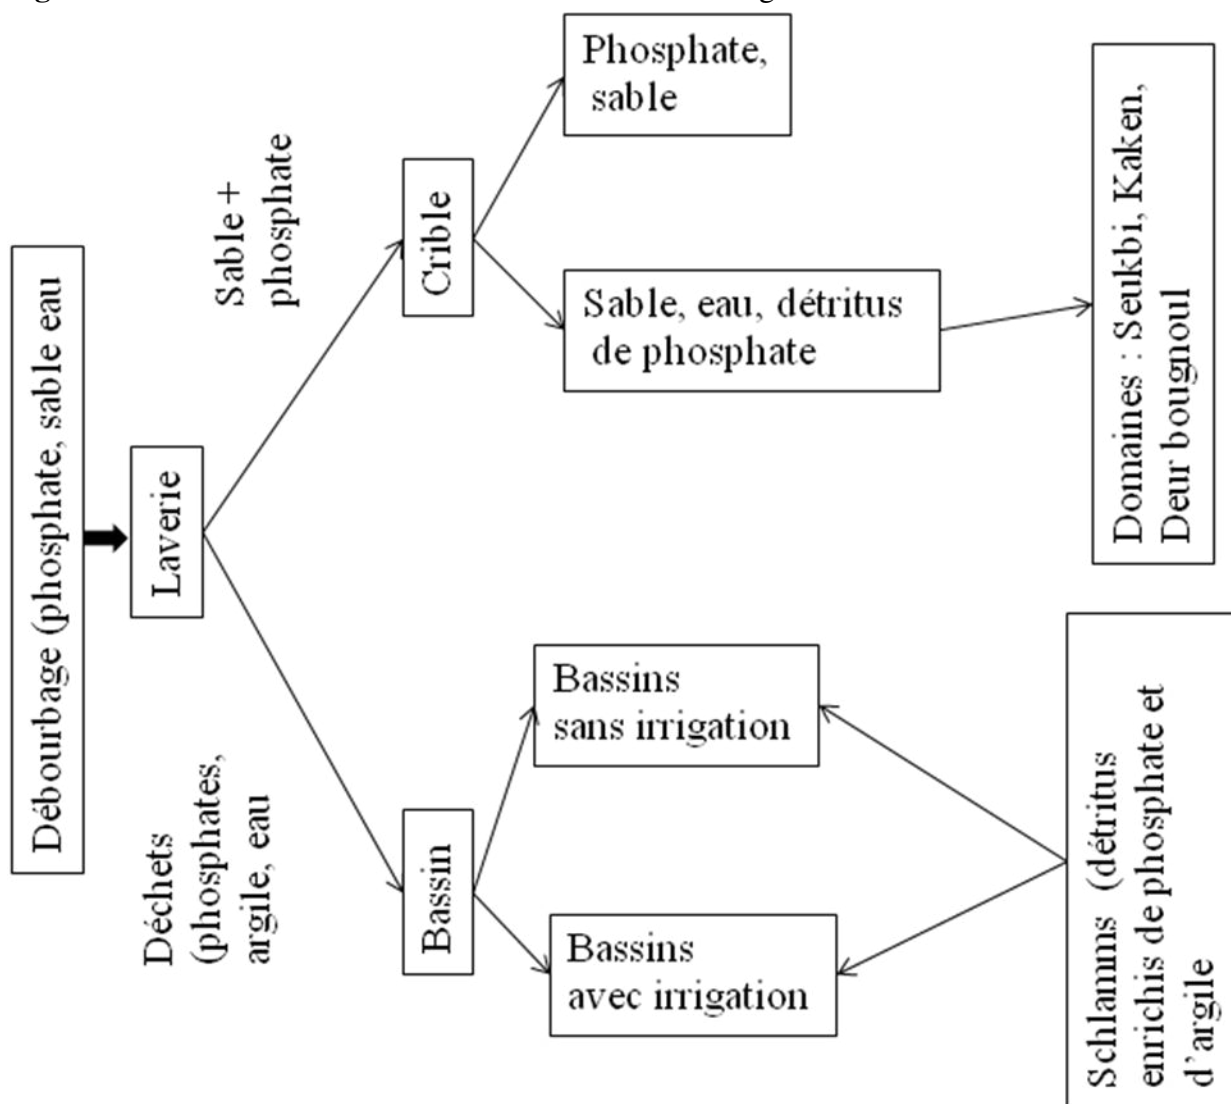 Débourbage (phosphate, sable eau
Laverie
Sable +
phosphate
Déchets
(phosphates,
argile, eau
Crible
Bassin
Phosphate,
sable
Sable, eau, détritus
de phosphate
Bassins
sans irrigation
Bassins
avec irrigation
Domaines : Seukbi, Kaken,
Deur bougnoul
Schlamms (détritus
enrichis de phosphate et
d'argile